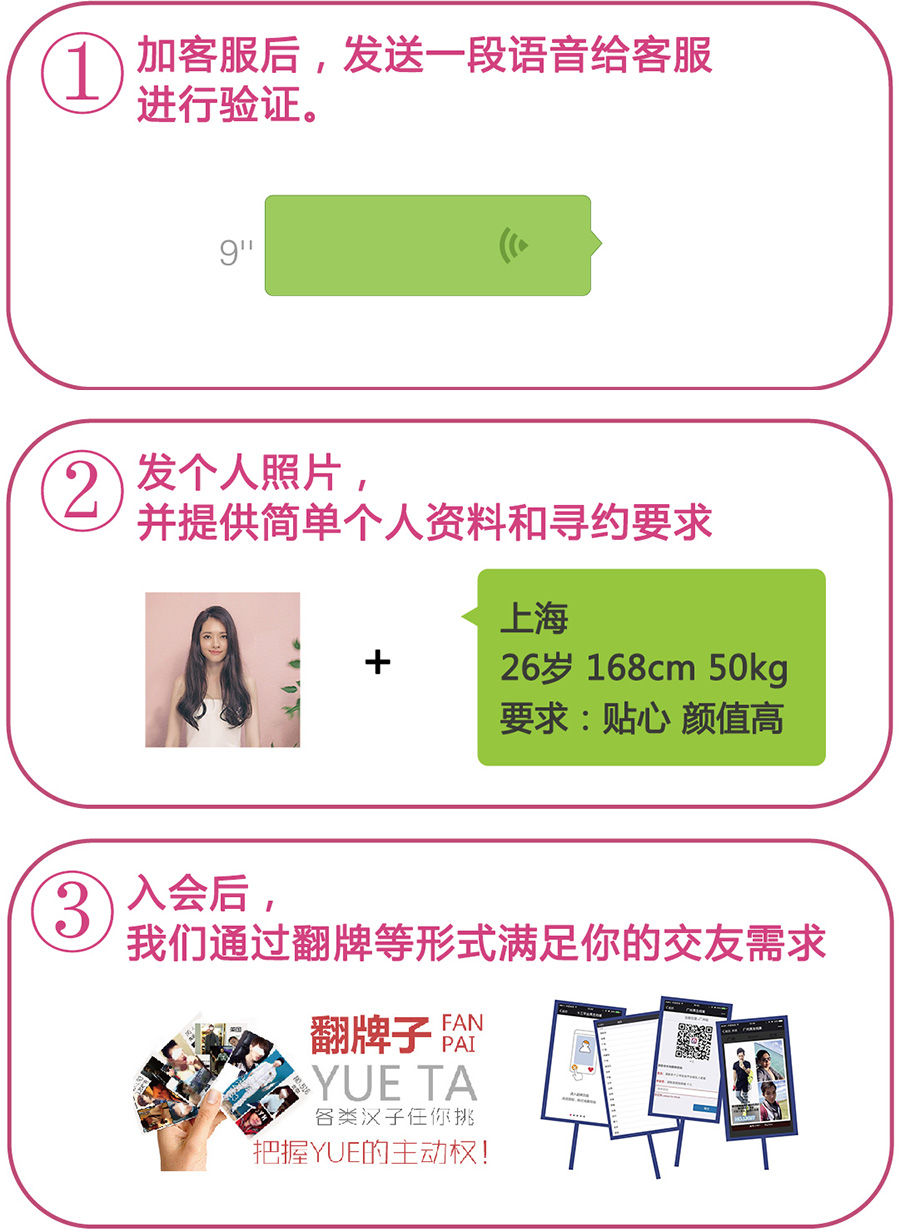 1
加客服后，发送一段语音给客服
进行验证。
9''
2
发个人照片，
并提供简单个人资料和寻约要求
+
上海
26岁 168cm 50kg
要求：贴心 颜值高
3
入会后，
我们通过翻牌等形式满足你的交友需求
翻牌子 FAN
PAI
YUE TA
各类汉子任你挑
把握YUE的主动权！